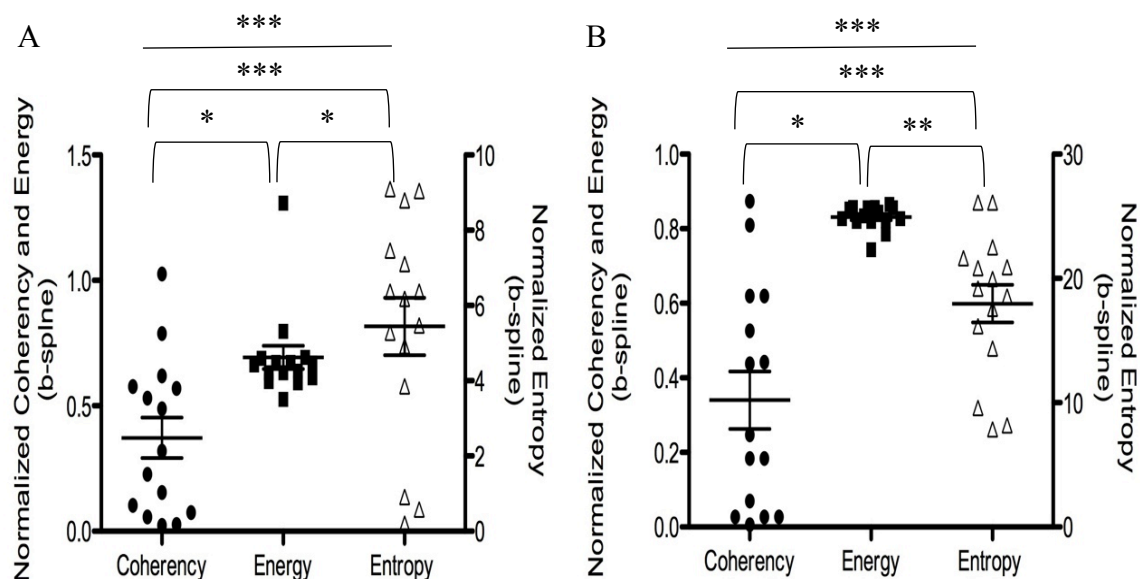 A
***
***
*
*
Normalized Coherency and Energy
(b-splne)
1.5
1.0
0.5
0.0
10
8
6
4
2
0
Normalized Entropy
(b-spline)
Coherency
Energy
Entropy
B
***
***
*
**
Normalized Coherency and Energy
(b-spline)
1.0
0.8
0.6
0.4
0.2
0.0
30
20
10
0
Normalized Entropy
(b-spline)
Coherency
Energy
Entropy